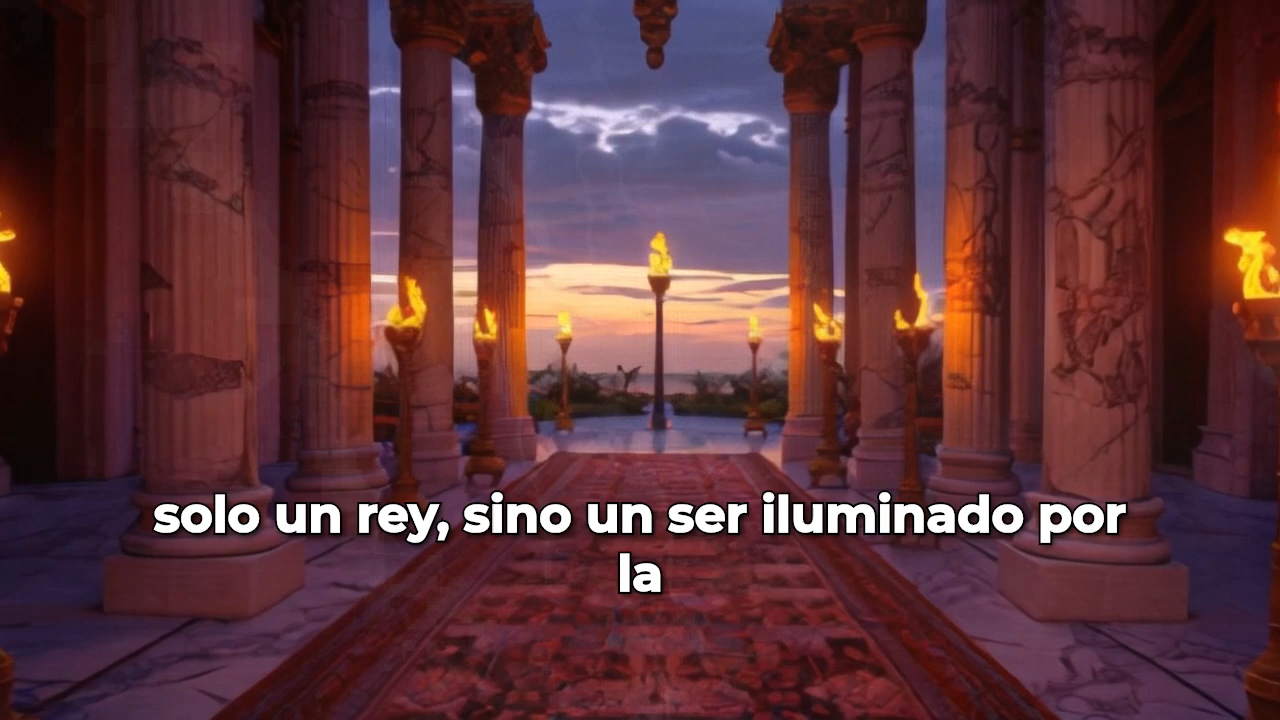 solo un rey, sino un ser iluminado por
la